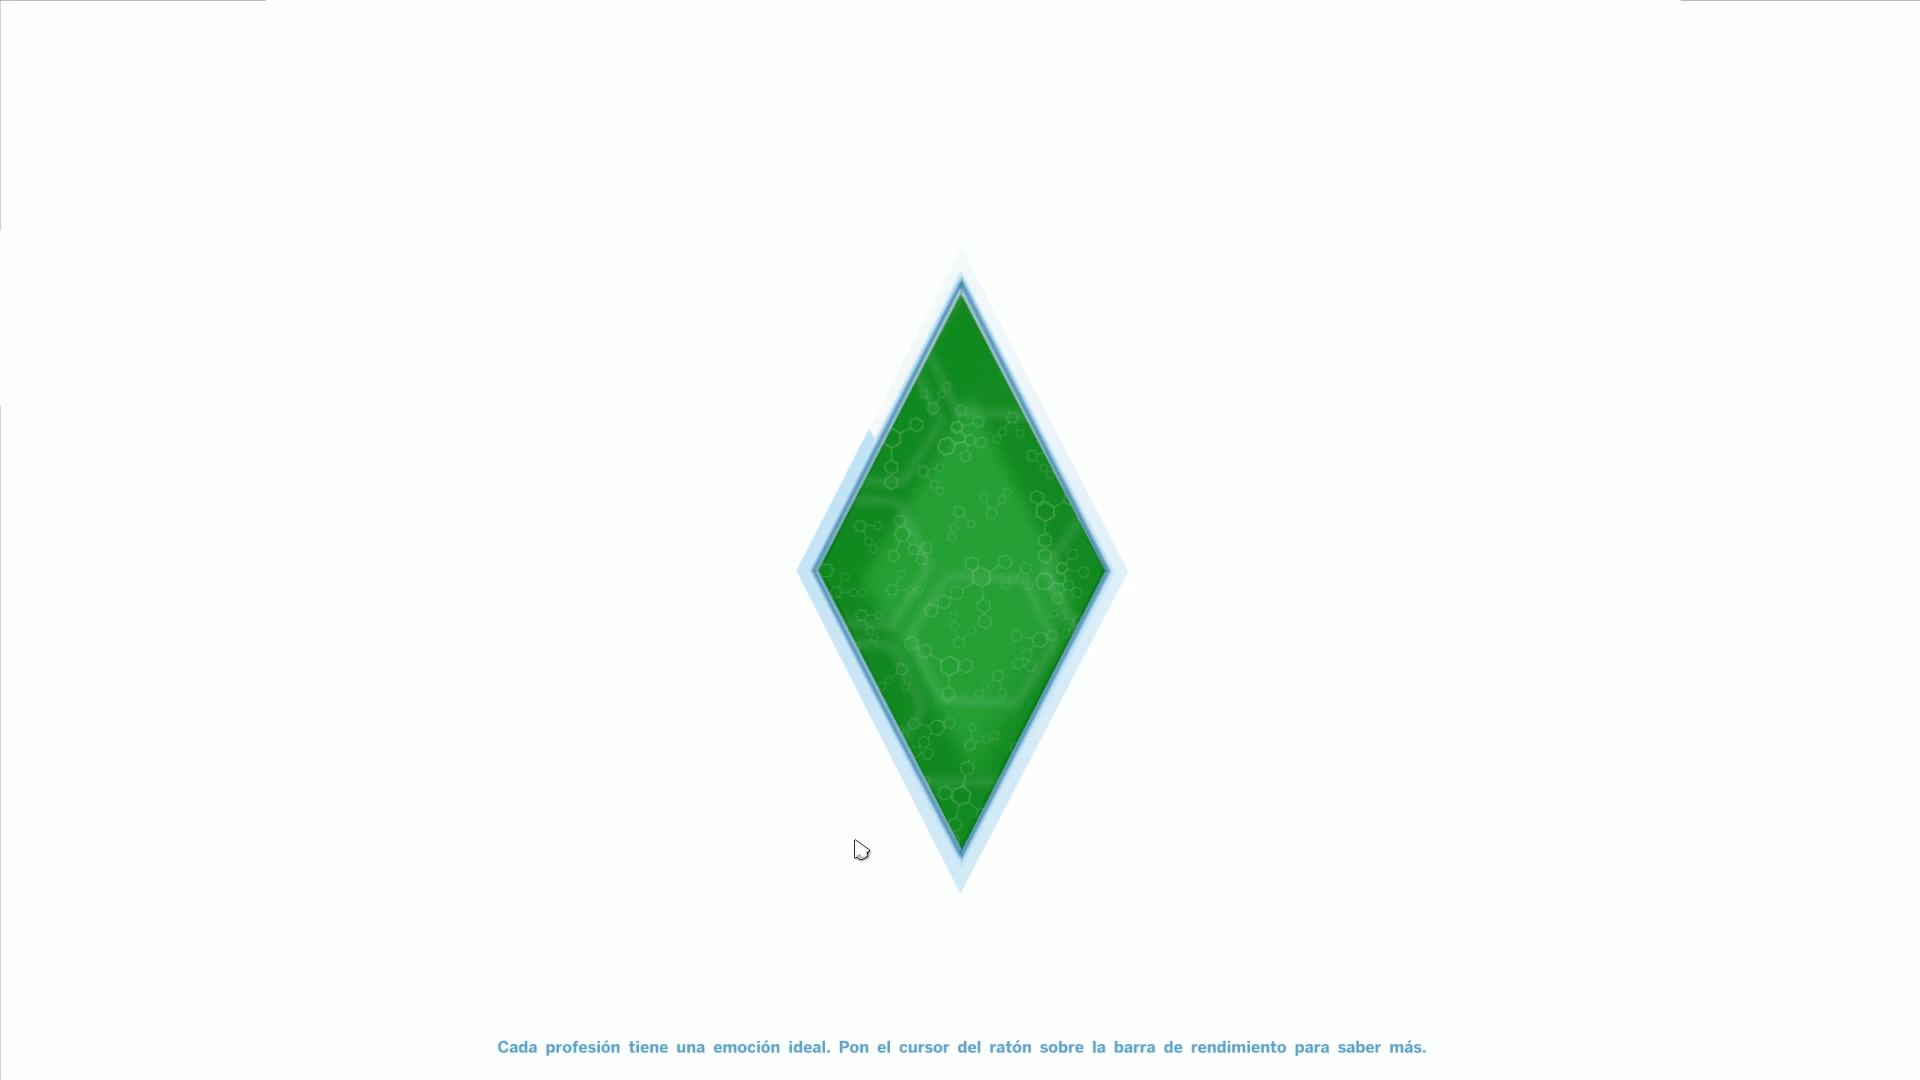 Cada profesión tiene una emoción ideal. Pon el cursor del ratón sobre la barra de rendimiento para saber más.